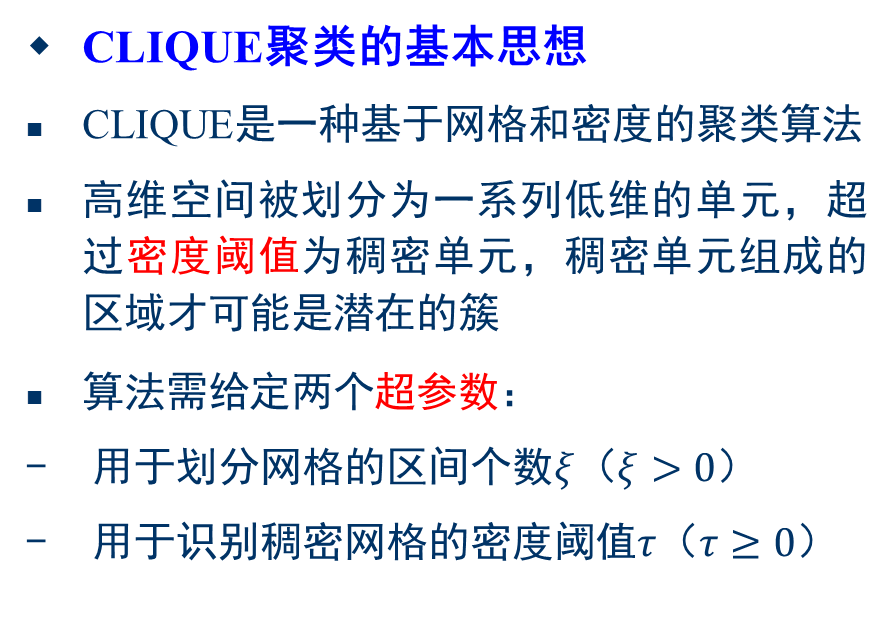 ◆ CLIQUE聚类的基本思想
■ CLIQUE是一种基于网格和密度的聚类算法
■ 高维空间被划分为一系列低维的单元，超
过密度阈值为稠密单元，稠密单元组成的
区域才可能是潜在的簇
■ 算法需给定两个超参数：
− 用于划分网格的区间个数ξ（ξ > 0）
− 用于识别稠密网格的密度阈值τ（τ ≥ 0）